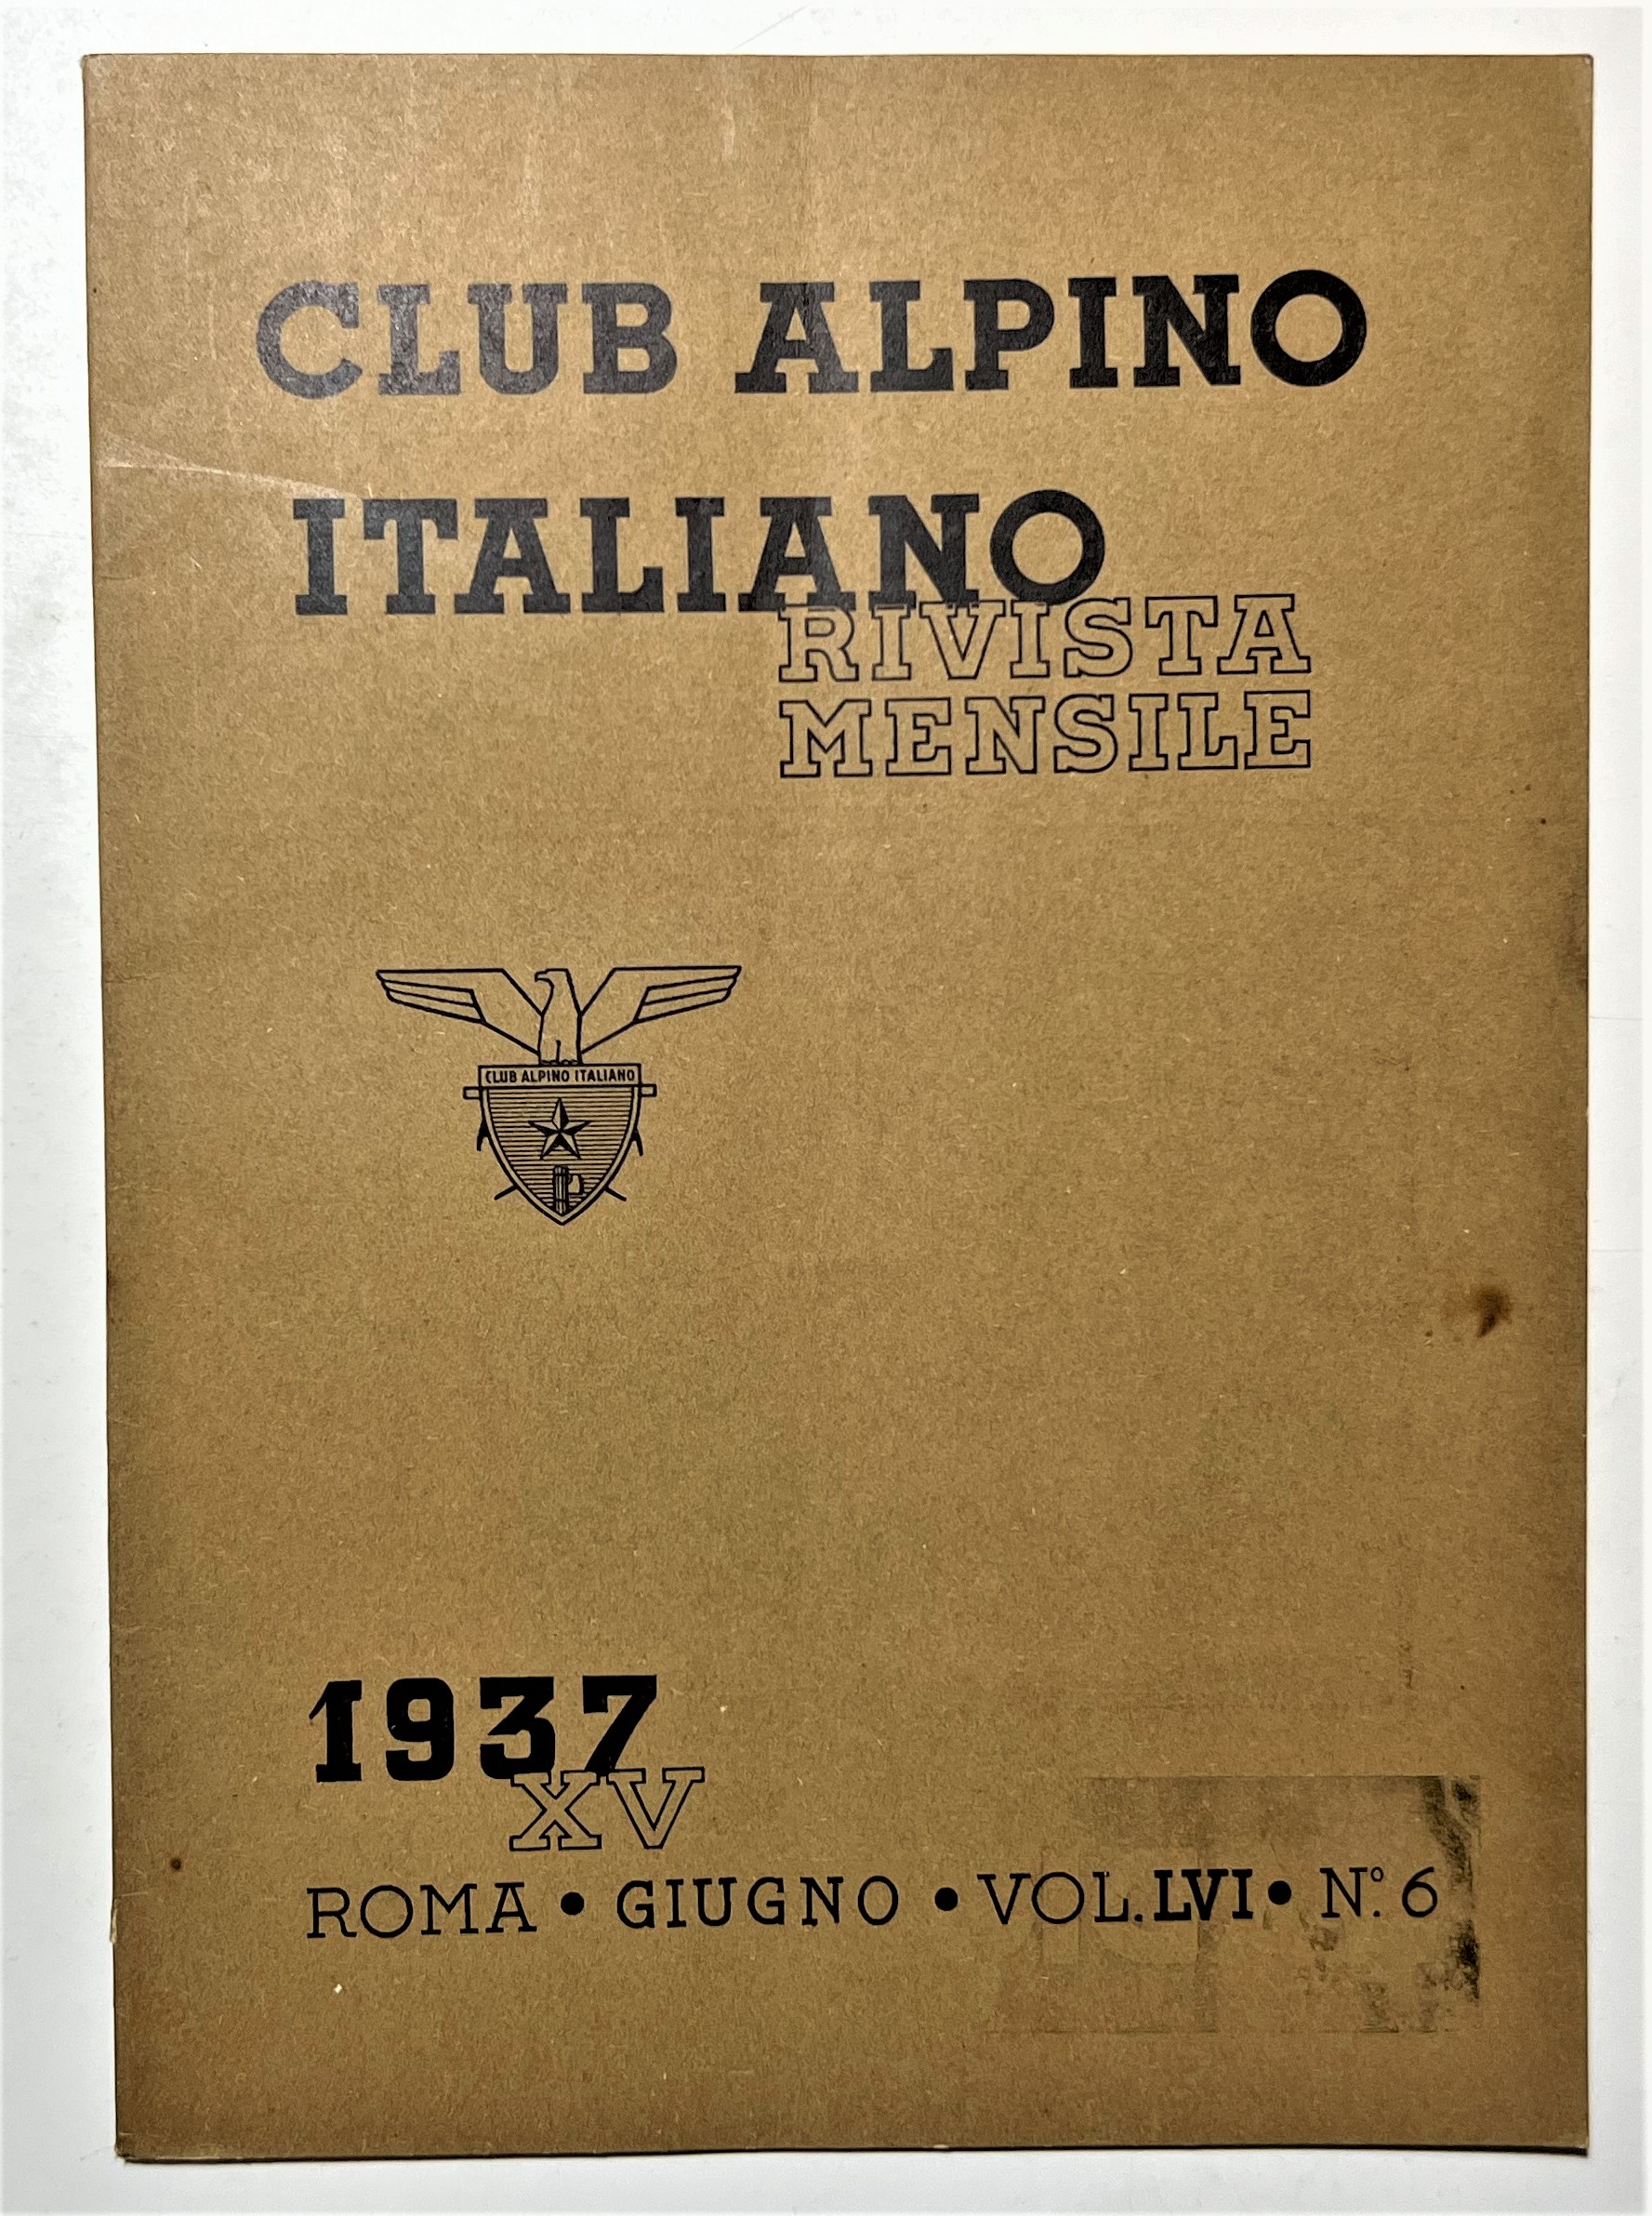 CLUB ALPINO
ITALIANO
RIVISTA
MENSILE
CLUB ALPINO ITALIANO
1937
XV
ROMA • GIUGNO • VOL. LVI • N.º 6